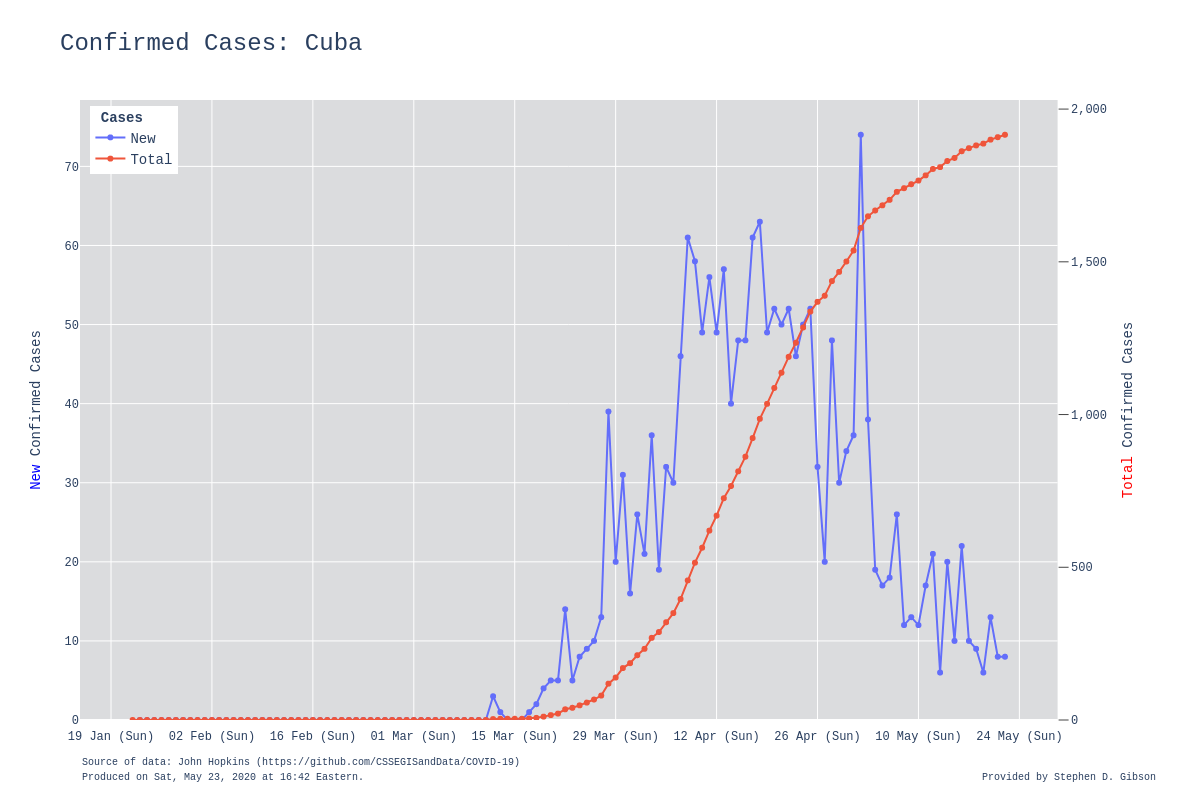 Confirmed Cases: Cuba
Cases
New
Total
70
60
50
40
30
20
10
0
New Confirmed Cases
2,000
1,500
1,000
500
0
Total Confirmed Cases
19 Jan (Sun) 02 Feb (Sun) 16 Feb (Sun) 01 Mar (Sun) 15 Mar (Sun) 29 Mar (Sun) 12 Apr (Sun) 26 Apr (Sun) 10 May (Sun) 24 May (Sun)
Source of data: John Hopkins (https://github.com/CSSEGISandData/COVID-19)
Produced on Sat, May 23, 2020 at 16:42 Eastern.
Provided by Stephen D. Gibson